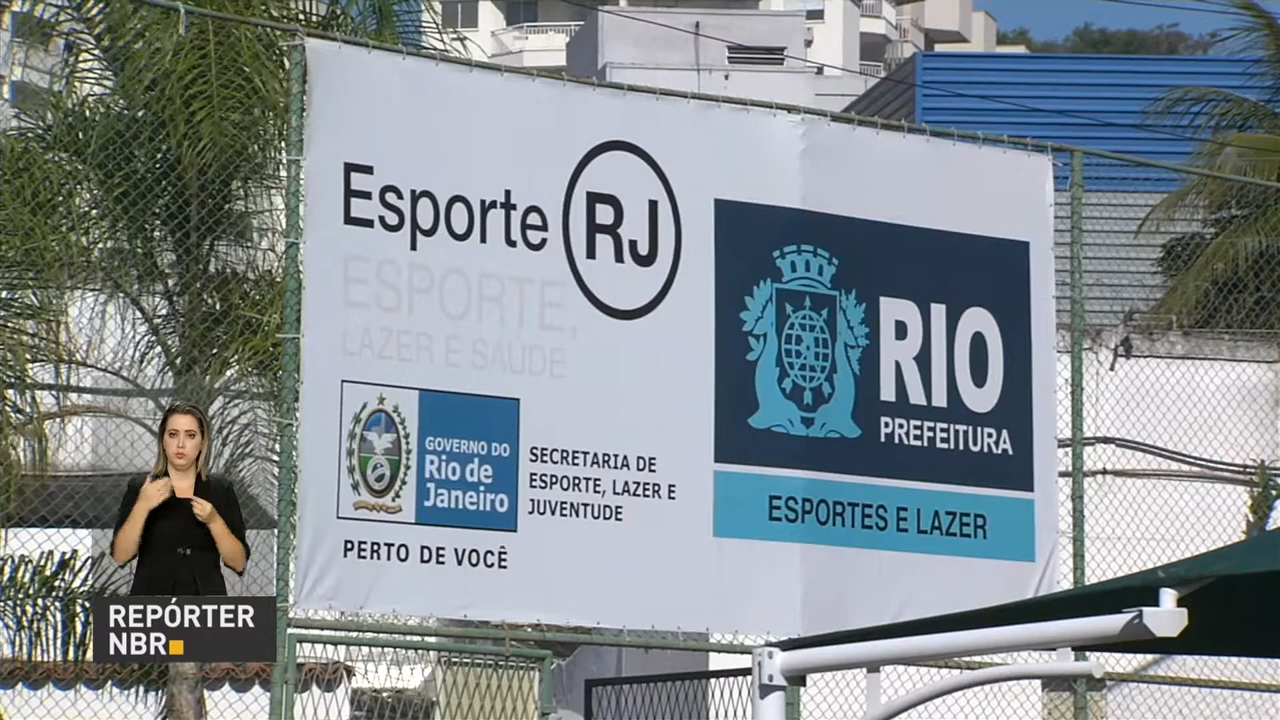 Esporte RJ
ESPORTE,
LAZER E SAÚDE
GOVERNO DO
Rio de
Janeiro
SECRETARIA DE
ESPORTE, LAZER E
JUVENTUDE
PERTO DE VOCÊ
RIO
PREFEITURA
ESPORTES E LAZER
REPÓRTER
NBR